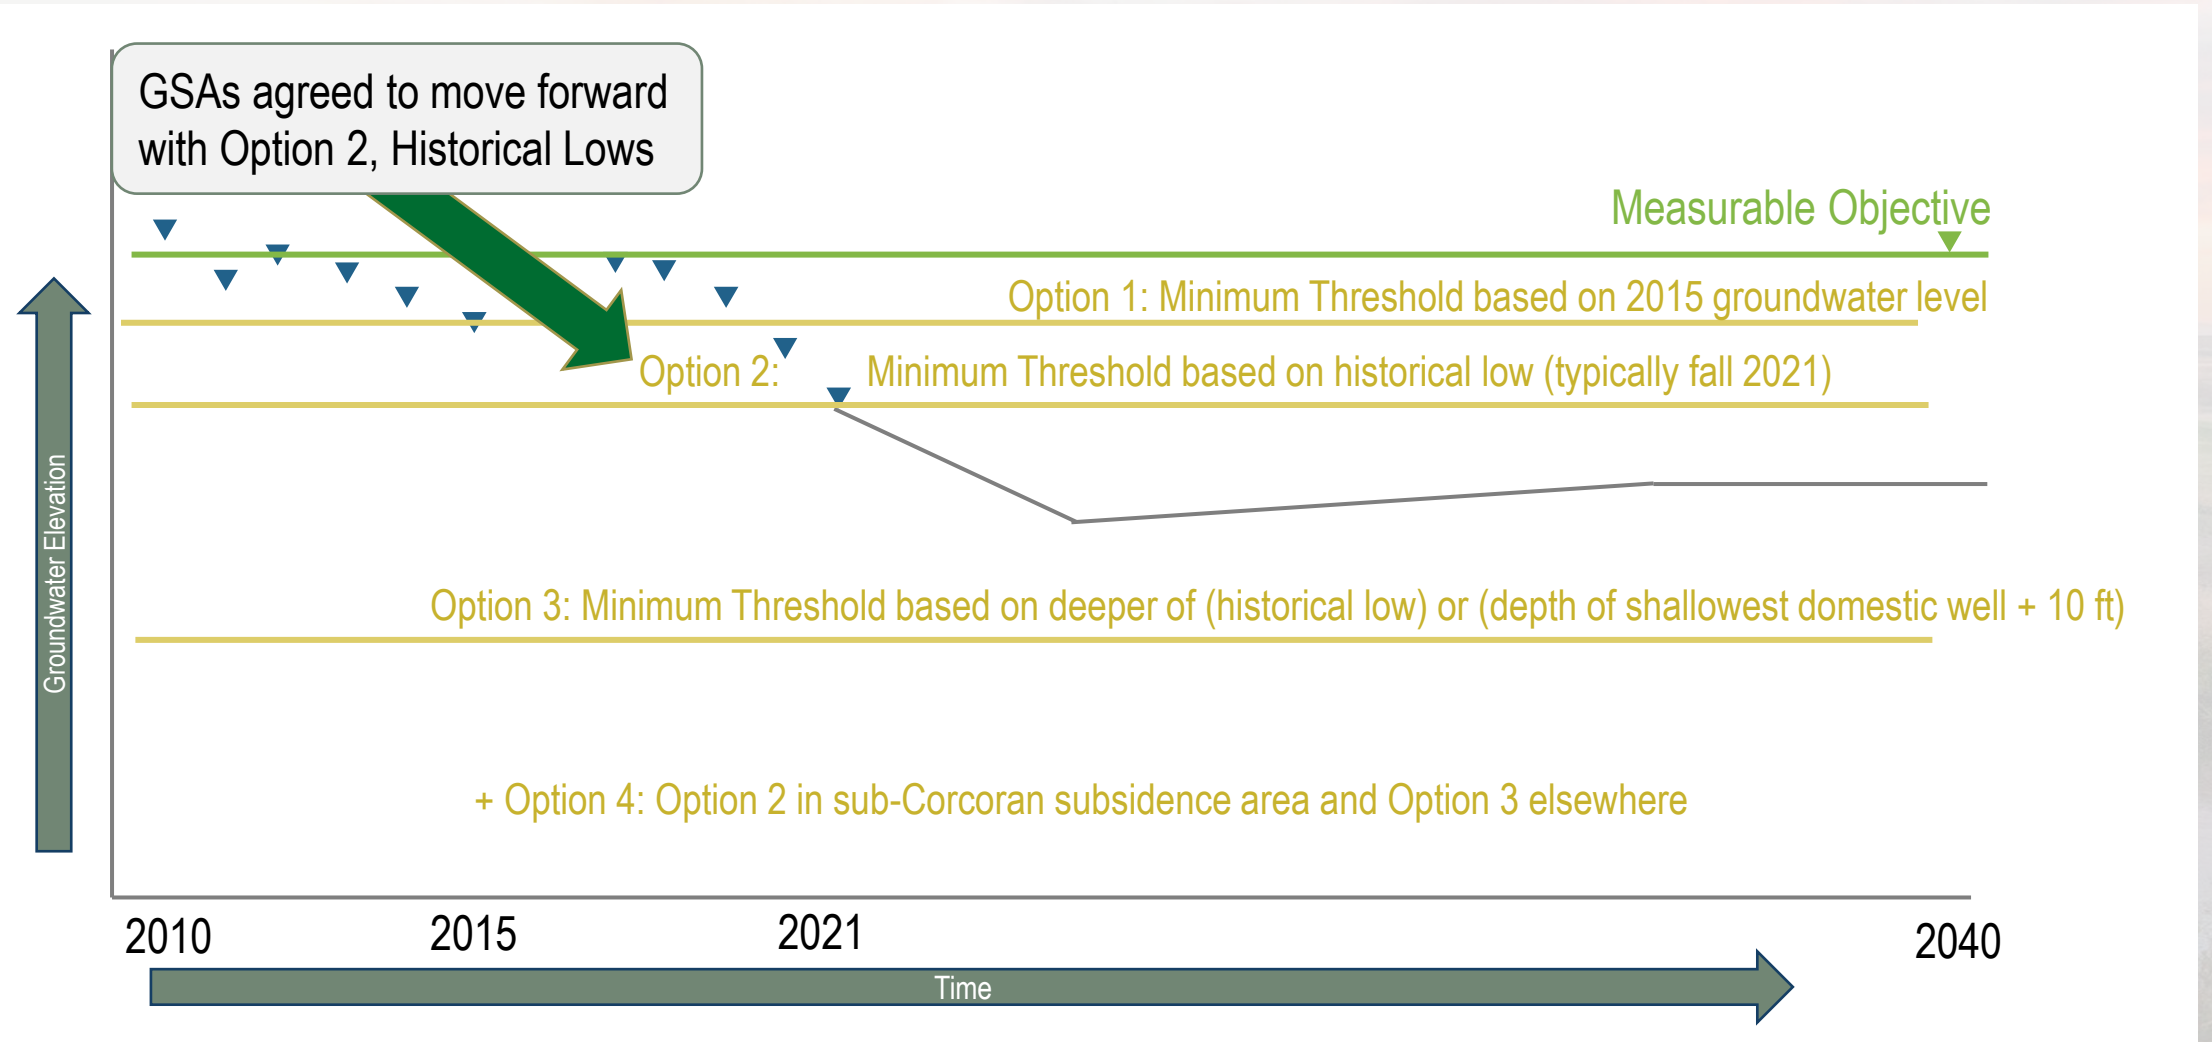 GSAs agreed to move forward
with Option 2, Historical Lows
Measurable Objective
Option 1: Minimum Threshold based on 2015 groundwater level
Option 2: Minimum Threshold based on historical low (typically fall 2021)
Groundwater Elevation
Option 3: Minimum Threshold based on deeper of (historical low) or (depth of shallowest domestic well + 10 ft)
+ Option 4: Option 2 in sub-Corcoran subsidence area and Option 3 elsewhere
2010 2015 2021 2040
Time